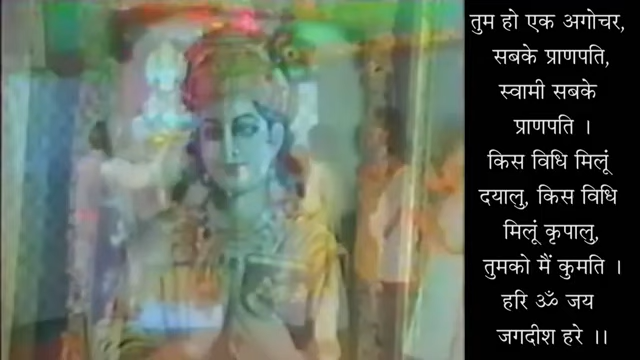 तुम हो एक अगोचर,
सबके प्राणपति,
स्वामी सबके
प्राणपति ।
किस विधि मिलूं
दयालु, किस विधि
मिलूं कृपालु,
तुमको मैं कुमति ।
हरि ॐ जय
जगदीश हरे ।।